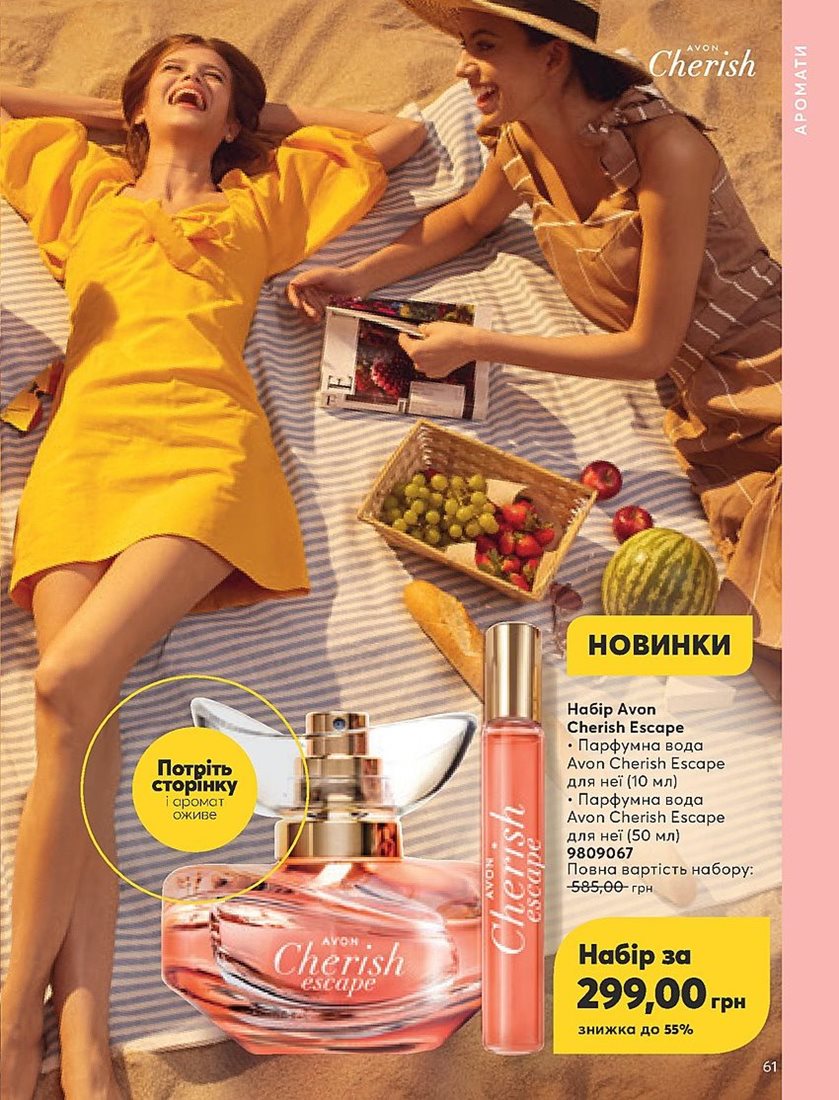 AVON
Cherish
АРОМАТИ
НОВИНКИ
Набір Avon
Cherish Escape
• Парфумна вода
Avon Cherish Escape
для неї (10 мл)
• Парфумна вода
Avon Cherish Escape
для неї (50 мл)
9809067
Повна вартість набору:
585,00 грн
Потріть
сторінку
і аромат
оживе
AVON
Cherish
escape
AVON
Cherish
escape
Набір за
299,00 грн
знижка до 55%
61